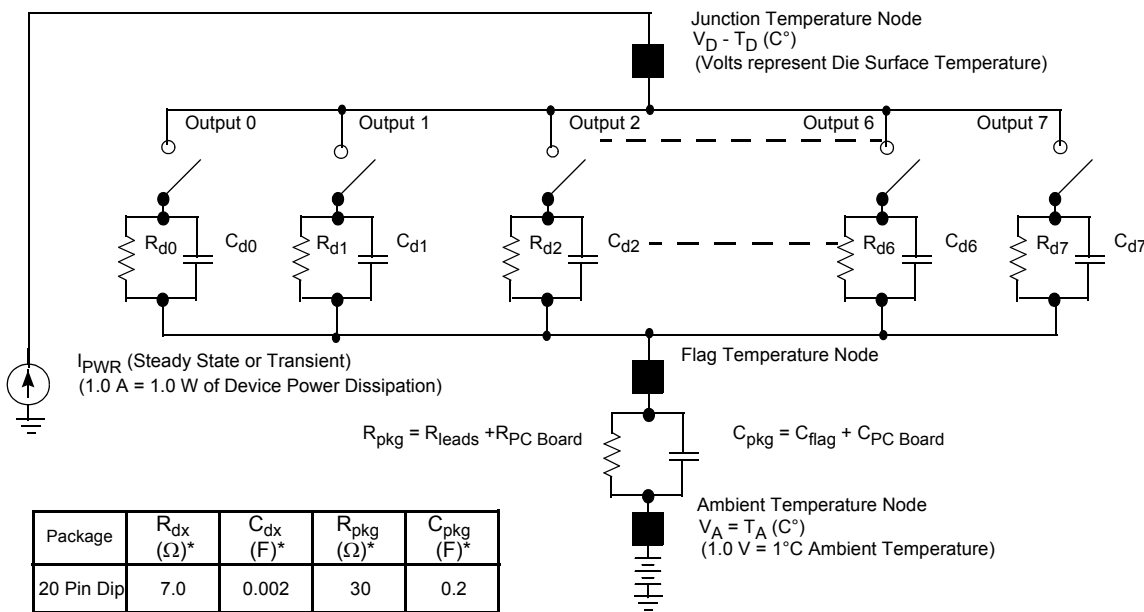 Junction Temperature Node
VD - TD (C°)
(Volts represent Die Surface Temperature)
Output 0
Output 1
Output 2
Output 6
Output 7
Rd0
Cd0
Rd1
Cd1
Rd2
Cd2
Rd6
Cd6
Rd7
Cd7
IPWR (Steady State or Transient)
(1.0 A = 1.0 W of Device Power Dissipation)
Flag Temperature Node
Rpkg = Rleads +RPC Board
Cpkg = Cflag + CPC Board
Ambient Temperature Node
VA = TA (C°)
(1.0 V = 1°C Ambient Temperature)
Package Rdx (Ω)* Cdx (F)* Rpkg (Ω)* Cpkg (F)*
20 Pin Dip 7.0 0.002 30 0.2